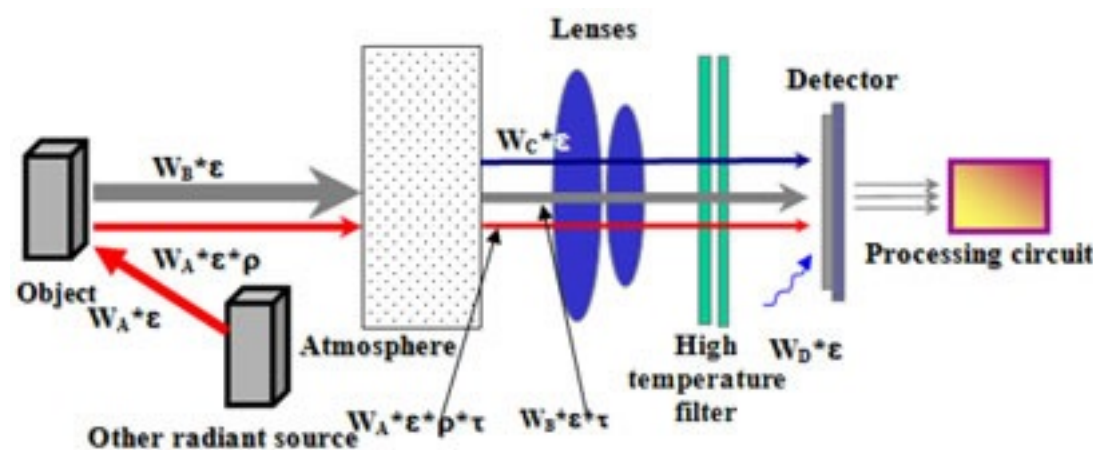 Lenses
Detector
W_C*ε
W_B*ε
W_A*ε*ρ
Object
W_A*ε
Processing circuit
Atmosphere
High
temperature
filter
W_D*ε
W_A*ε*ρ*τ
W_B*ε*τ
Other radiant source